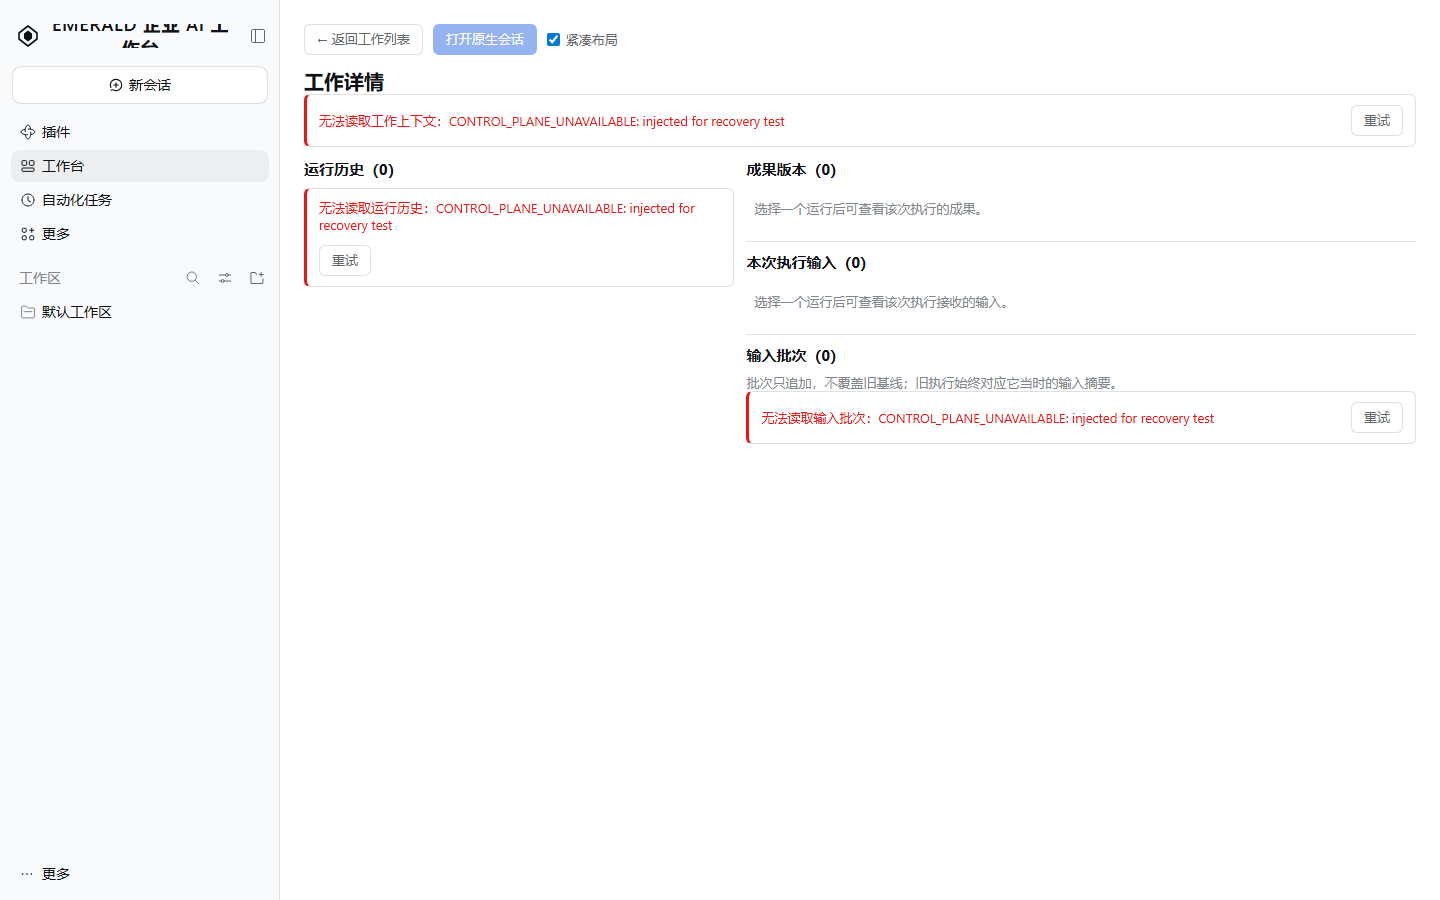 EMERALD 企业 AI 工
作台
新会话
插件
工作台
自动化任务
更多
工作区
默认工作区
更多
← 返回工作列表
打开原生会话
紧凑布局
工作详情
无法读取工作上下文：CONTROL_PLANE_UNAVAILABLE: injected for recovery test
重试
运行历史（0）
无法读取运行历史：CONTROL_PLANE_UNAVAILABLE: injected for
recovery test
重试
成果版本（0）
选择一个运行后可查看该次执行的成果。
本次执行输入（0）
选择一个运行后可查看该次执行接收的输入。
输入批次（0）
批次只追加，不覆盖旧基线；旧执行始终对应它当时的输入摘要。
无法读取输入批次：CONTROL_PLANE_UNAVAILABLE: injected for recovery test
重试